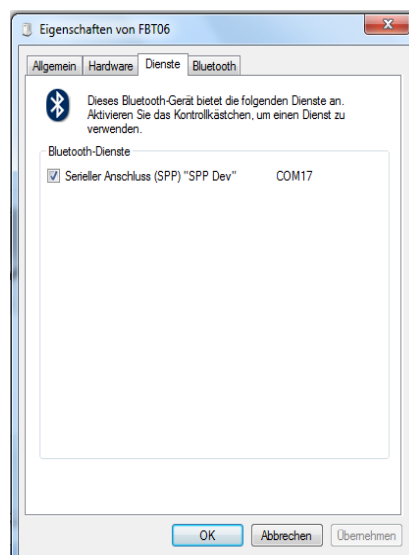 Eigenschaften von FBT06
Allgemein Hardware Dienste Bluetooth
Dieses Bluetooth-Gerät bietet die folgenden Dienste an.
Aktivieren Sie das Kontrollkästchen, um einen Dienst zu
verwenden.
Bluetooth-Dienste
Serieller Anschluss (SPP) "SPP Dev" COM17
OK Abbrechen Übernehmen